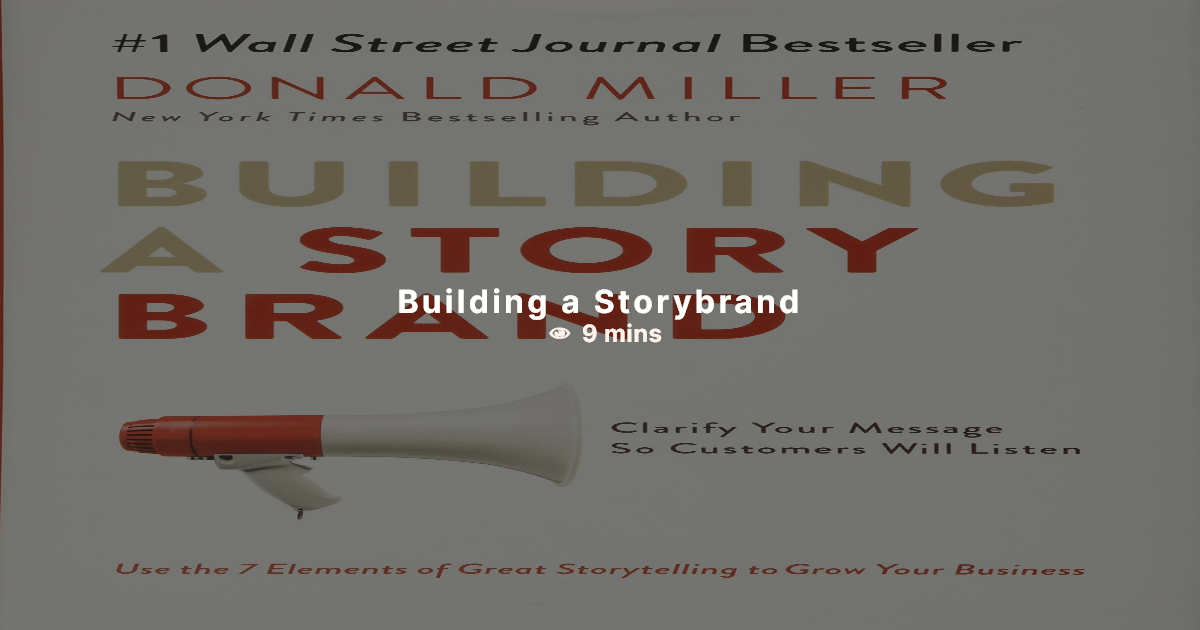 #1 Wall Street Journal Bestseller
DONALD MILLER
New York Times Bestselling Author
BUILDING
A STORY
BRAND
Building a Storybrand
9 mins
Clarify Your Message
So Customers Will Listen
Use the 7 Elements of Great Storytelling to Grow Your Business